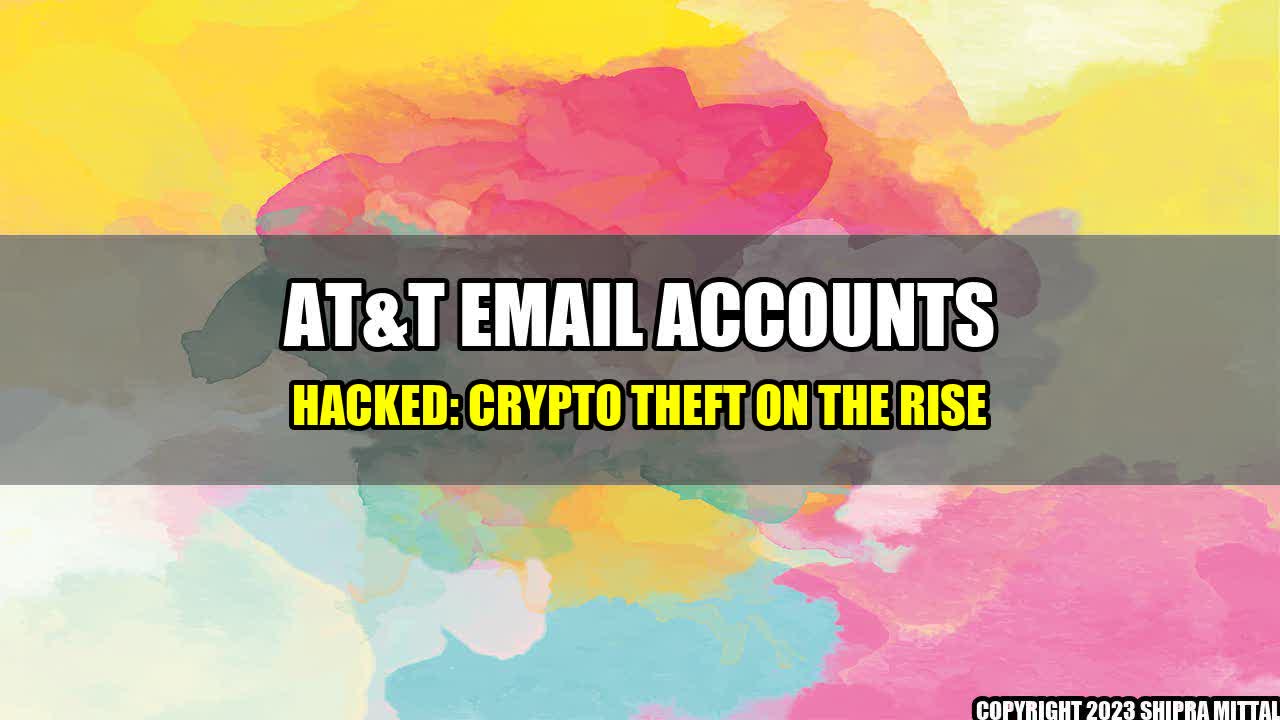 AT&T EMAIL ACCOUNTS
HACKED: CRYPTO THEFT ON THE RISE
COPYRIGHT 2023 SHIPRA MITTAL